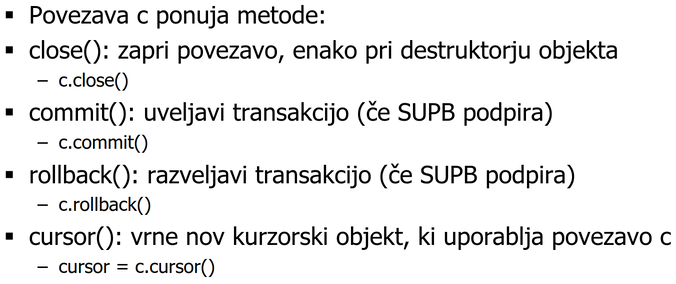 ▪ Povezava c ponuja metode:
▪ close(): zapri povezavo, enako pri destruktorju objekta
– c.close()
▪ commit(): uveljavi transakcijo (če SUPB podpira)
– c.commit()
▪ rollback(): razveljavi transakcijo (če SUPB podpira)
– c.rollback()
▪ cursor(): vrne nov kurzorski objekt, ki uporablja povezavo c
– cursor = c.cursor()